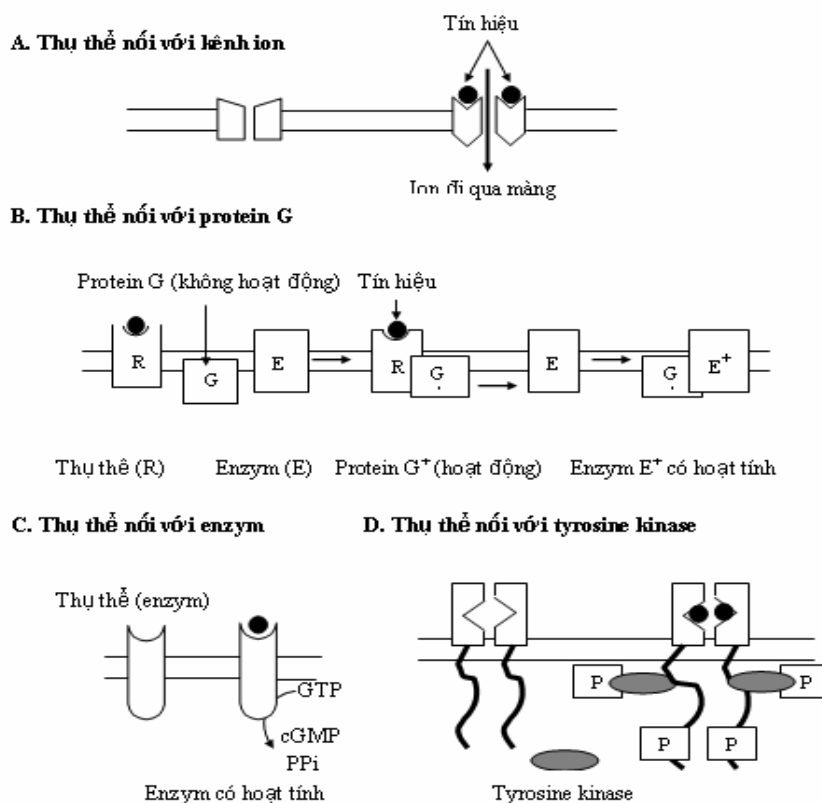 Tín hiệu
A. Thụ thể nối với kênh ion
Ion đi qua màng
B. Thụ thể nối với protein G
Protein G (không hoạt động) Tín hiệu
R G E R G E G E⁺
Thụ thê (R) Enzym (E) Protein G⁺ (hoạt động) Enzym E⁺ có hoạt tính
C. Thụ thể nối với enzym D. Thụ thể nối với tyrosine kinase
Thụ thể (enzym)
P P
GTP
cGMP P P
PPi
Enzym có hoạt tính Tyrosine kinase